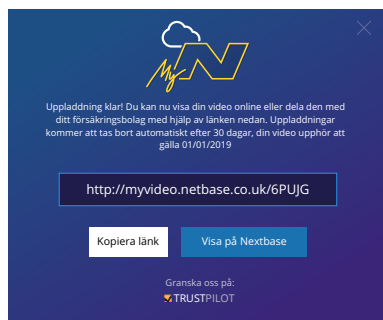 My N
Uppladdning klar! Du kan nu visa din video online eller dela den med
ditt försäkringsbolag med hjälp av länken nedan. Uppladdningar
kommer att tas bort automatiskt efter 30 dagar, din video upphör att
gälla 01/01/2019
http://myvideo.netbase.co.uk/6PUJG
Kopiera länk
Visa på Nextbase
Granska oss på:
TRUSTPILOT